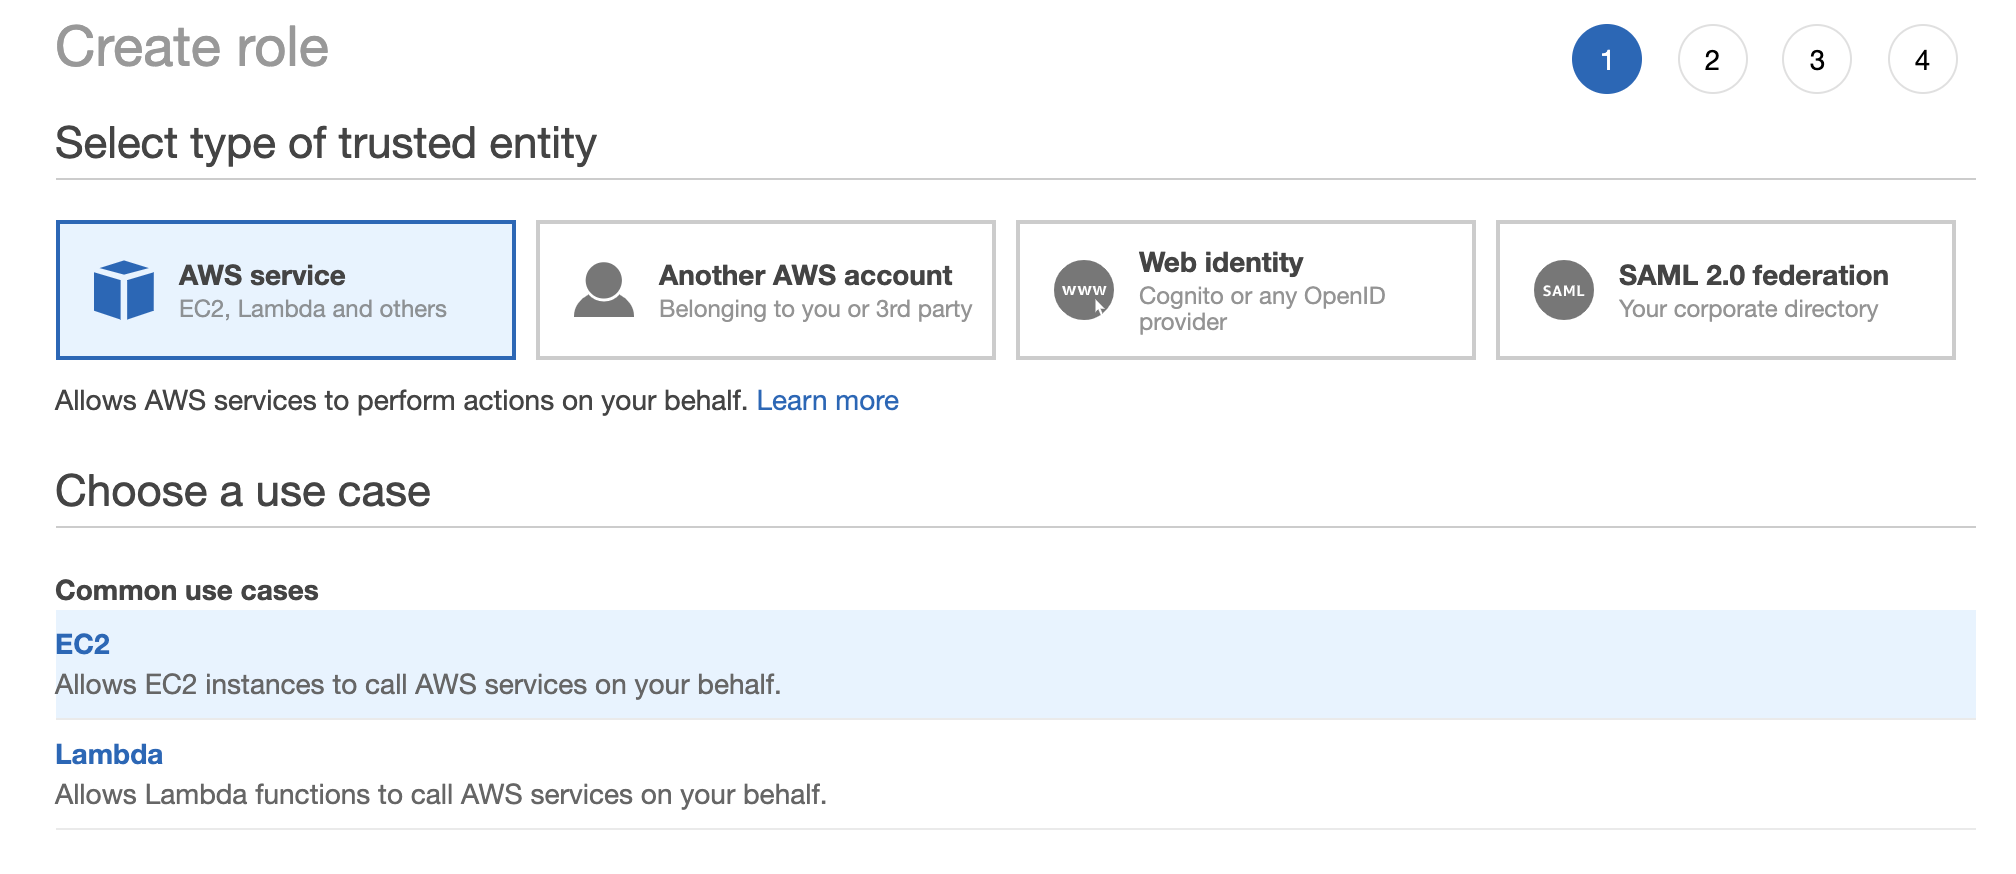 Create role
1 2 3 4
Select type of trusted entity
AWS service
EC2, Lambda and others
Another AWS account
Belonging to you or 3rd party
www
Web identity
Cognito or any OpenID
provider
SAML
SAML 2.0 federation
Your corporate directory
Allows AWS services to perform actions on your behalf. Learn more
Choose a use case
Common use cases
EC2
Allows EC2 instances to call AWS services on your behalf.
Lambda
Allows Lambda functions to call AWS services on your behalf.